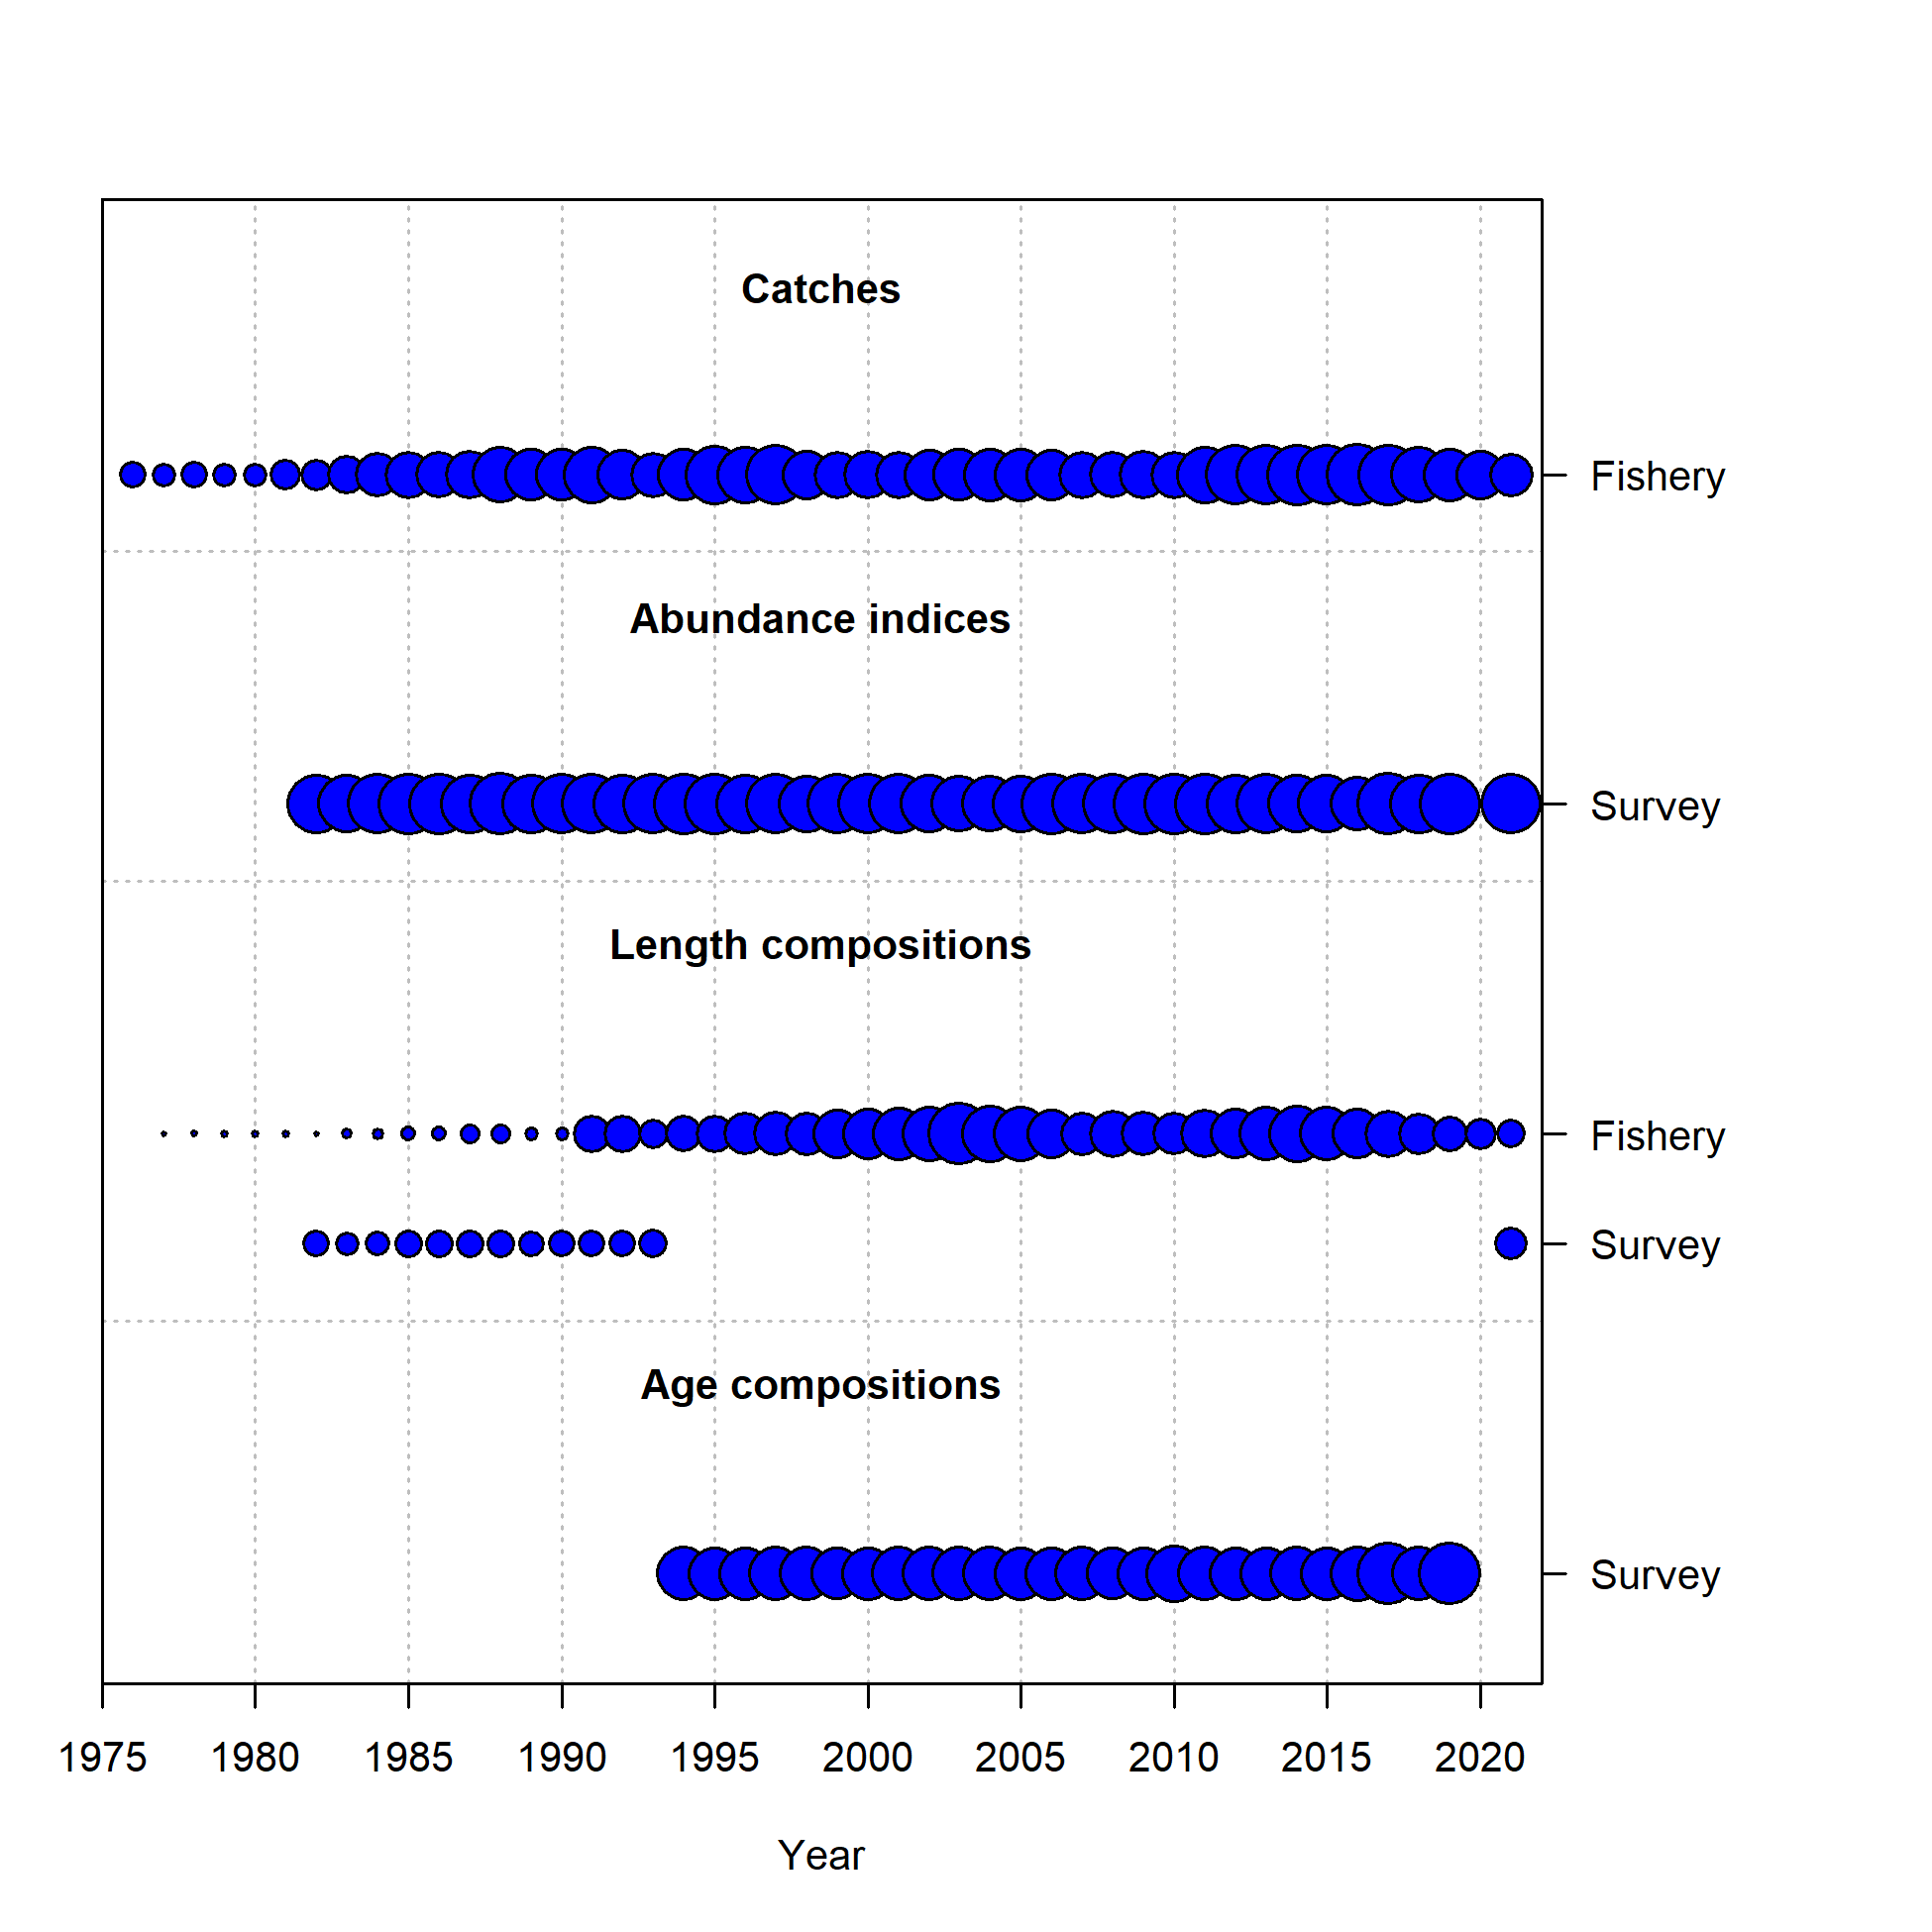 Catches
Fishery
Abundance indices
Survey
Length compositions
Fishery
Survey
Age compositions
Survey
1975 1980 1985 1990 1995 2000 2005 2010 2015 2020
Year